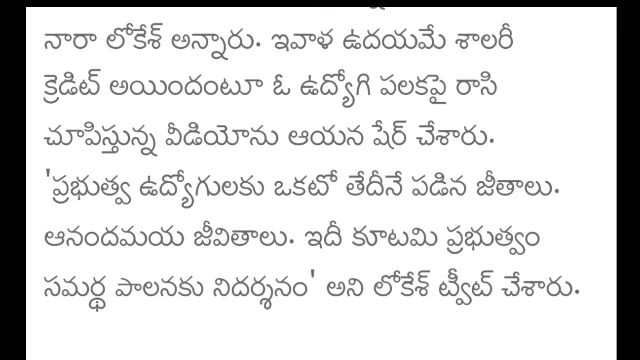 నారా లోకేశ్ అన్నారు. ఇవాళ ఉదయమే శాలరీ
క్రెడిట్ అయిందంటూ ఓ ఉద్యోగి పలకపై రాసి
చూపిస్తున్న వీడియోను ఆయన షేర్ చేశారు.
'ప్రభుత్వ ఉద్యోగులకు ఒకటో తేదీనే పడిన జీతాలు.
ఆనందమయ జీవితాలు. ఇదీ కూటమి ప్రభుత్వం
సమర్థ పాలనకు నిదర్శనం' అని లోకేశ్ ట్వీట్ చేశారు.